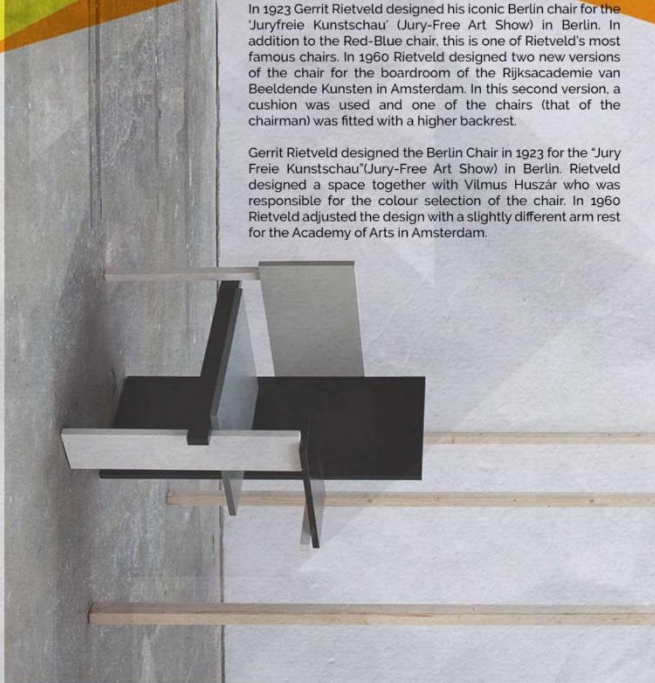 In 1923 Gerrit Rietveld designed his iconic Berlin chair for the
'Juryfreie Kunstschau' (Jury-Free Art Show) in Berlin. In
addition to the Red-Blue chair, this is one of Rietveld's most
famous chairs. In 1960 Rietveld designed two new versions
of the chair for the boardroom of the Rijksacademie van
Beeldende Kunsten in Amsterdam. In this second version, a
cushion was used and one of the chairs (that of the
chairman) was fitted with a higher backrest.
Gerrit Rietveld designed the Berlin Chair in 1923 for the "Jury
Freie Kunstschau"(Jury-Free Art Show) in Berlin. Rietveld
designed a space together with Vilmus Huszár who was
responsible for the colour selection of the chair. In 1960
Rietveld adjusted the design with a slightly different arm rest
for the Academy of Arts in Amsterdam.